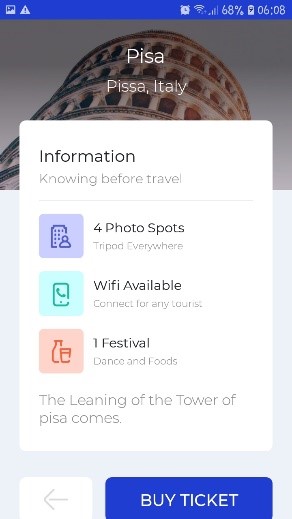 68% 06:08
Pisa
Pissa, Italy
Information
Knowing before travel
4 Photo Spots
Tripod Everywhere
Wifi Available
Connect for any tourist
1 Festival
Dance and Foods
The Leaning of the Tower of
pisa comes.
BUY TICKET